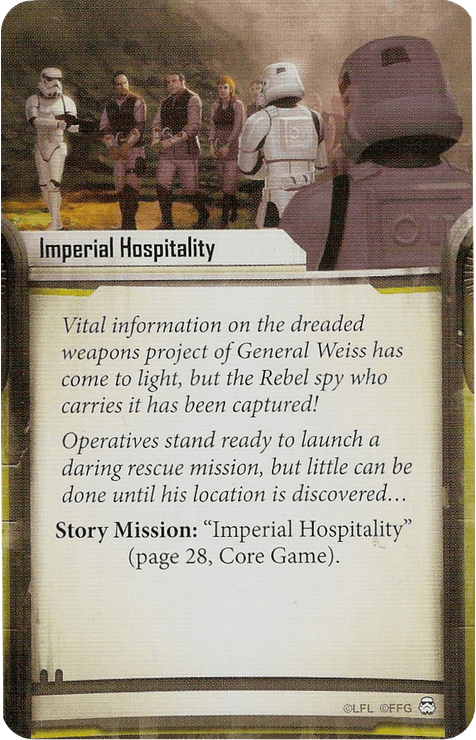 Imperial Hospitality
Vital information on the dreaded
weapons project of General Weiss has
come to light, but the Rebel spy who
carries it has been captured!
Operatives stand ready to launch a
daring rescue mission, but little can be
done until his location is discovered…
Story Mission: “Imperial Hospitality”
(page 28, Core Game).
©LFL ©FFG